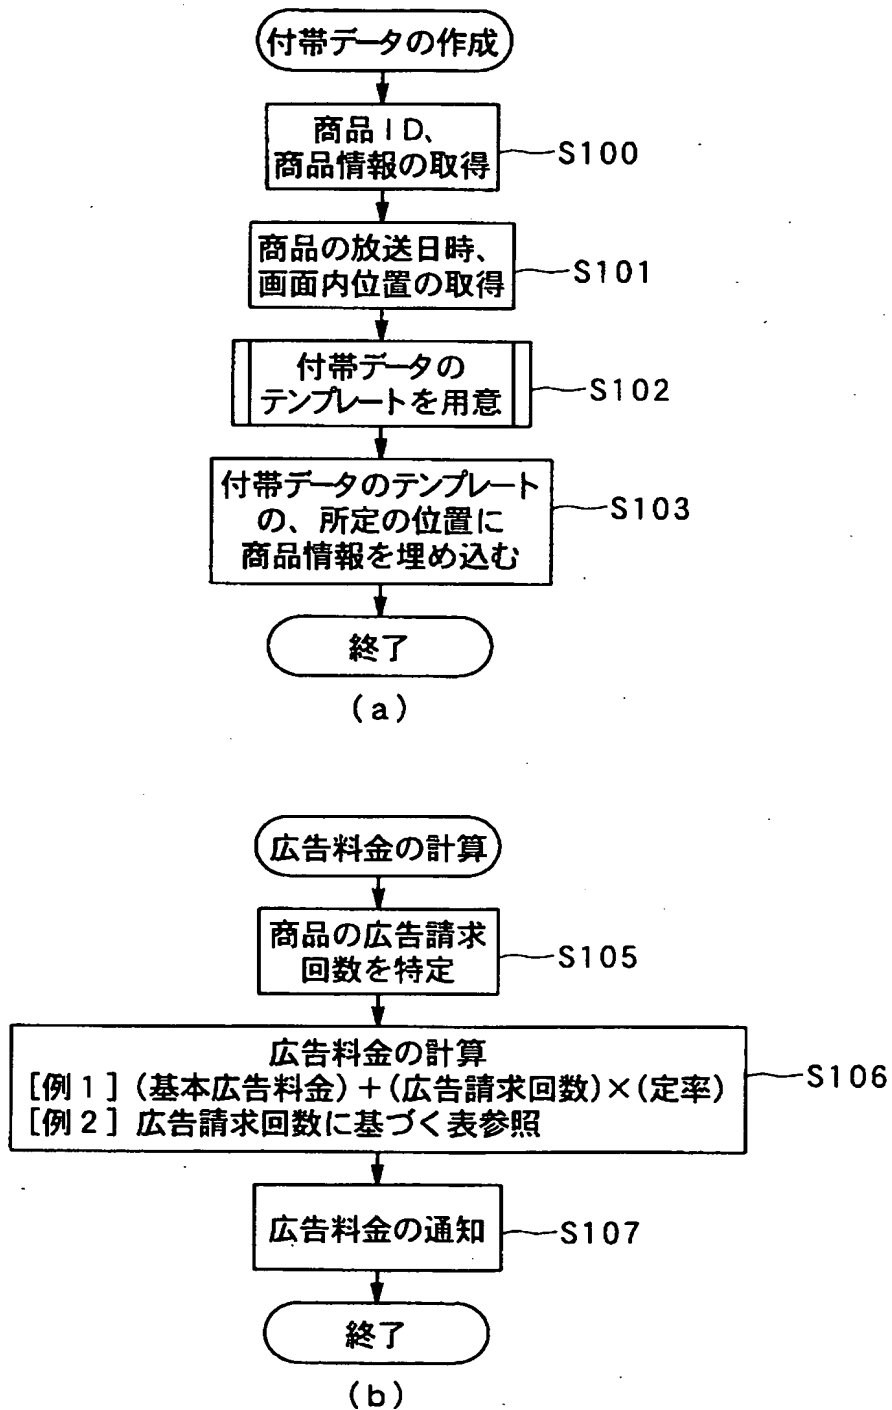 付帯データの作成
商品ID、
商品情報の取得
S100
商品の放送日時、
画面内位置の取得
S101
付帯データの
テンプレートを用意
S102
付帯データのテンプレート
の、所定の位置に
商品情報を埋め込む
S103
終了
(a)
広告料金の計算
商品の広告請求
回数を特定
S105
広告料金の計算
[例1](基本広告料金)+(広告請求回数)×(定率)
[例2]広告請求回数に基づく表参照
S106
広告料金の通知
S107
終了
(b)